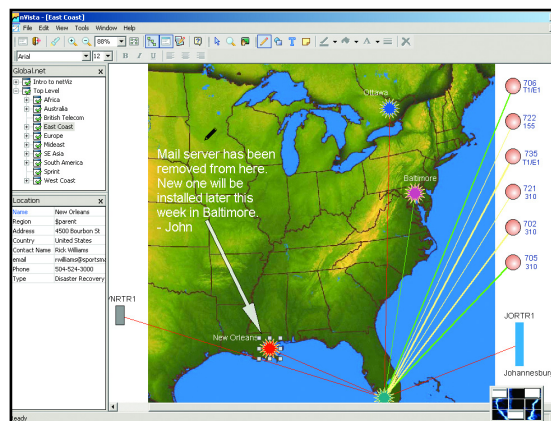 nVista - [East Coast]
File Edit View Tools Window Help
88%
Arial 12 B I U
Global.net x
Intro to netViz
Top Level
Africa
Australia
British Telecom
East Coast
Europe
Mideast
SE Asia
South America
Sprint
West Coast
Location x
Name New Orleans
Region $parent
Address 4500 Bourbon St
Country United States
Contact Name Rick Williams
email rwilliams@sportsm
Phone 504-524-3000
Type Disaster Recovery
Ottawa
Mail server has been
removed from here.
New one will be
installed later this
week in Baltimore.
- John
Baltimore
New Orleans
706
T1/E1
722
155
735
T1/E1
721
310
702
310
705
310
YNRTR1
JORTR1
Johannesburg
Ready